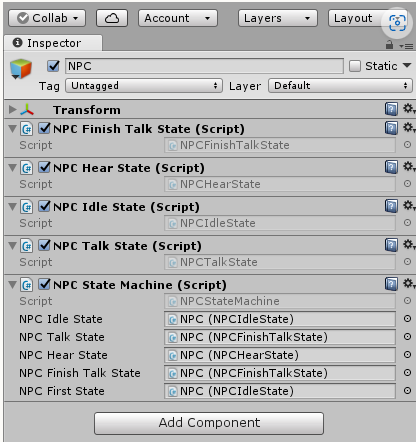 Collab Account Layers Layout
Inspector
NPC Static
Tag Untagged Layer Default
Transform
NPC Finish Talk State (Script)
Script NPCFinishTalkState
NPC Hear State (Script)
Script NPCHearState
NPC Idle State (Script)
Script NPCIdleState
NPC Talk State (Script)
Script NPCTalkState
NPC State Machine (Script)
Script NPCStateMachine
NPC Idle State NPC (NPCIdleState)
NPC Talk State NPC (NPCFinishTalkState)
NPC Hear State NPC (NPCHearState)
NPC Finish Talk State NPC (NPCFinishTalkState)
NPC First State NPC (NPCIdleState)
Add Component